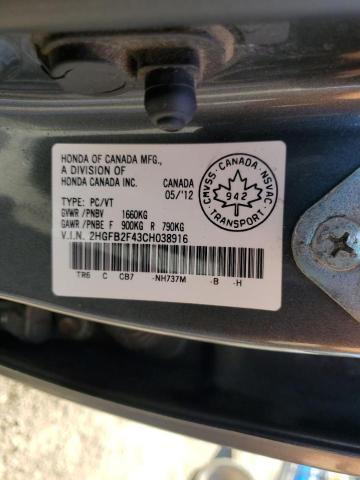 HONDA OF CANADA MFG.,
A DIVISION OF
HONDA CANADA INC.
CANADA
05/'12
TYPE: PC/VT
GVWR /PNBV 1660KG
GAWR /PNBE F 900KG R 790KG
V.I.N. 2HGFB2F43CH038916
TR6 C CB7 -NH737M -B -H
CMVSS·CANADA·NSVAC
942
TRANSPORT